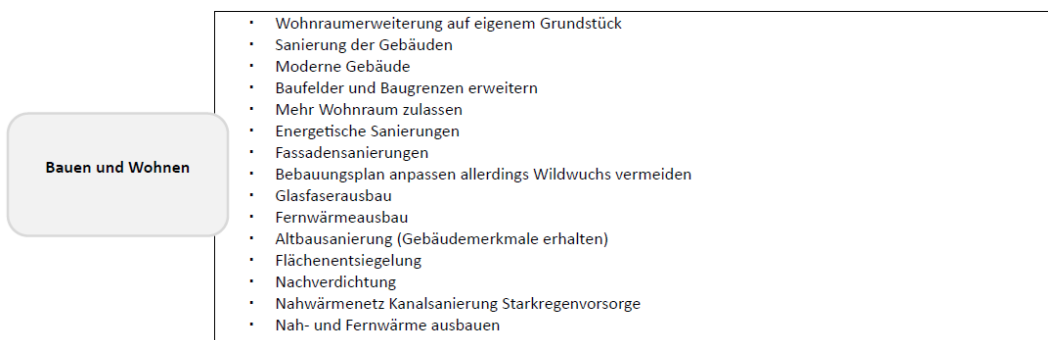 Bauen und Wohnen
· Wohnraumerweiterung auf eigenem Grundstück
· Sanierung der Gebäuden
· Moderne Gebäude
· Baufelder und Baugrenzen erweitern
· Mehr Wohnraum zulassen
· Energetische Sanierungen
· Fassadensanierungen
· Bebauungsplan anpassen allerdings Wildwuchs vermeiden
· Glasfaserausbau
· Fernwärmeausbau
· Altbausanierung (Gebäudemerkmale erhalten)
· Flächenentsiegelung
· Nachverdichtung
· Nahwärmenetz Kanalsanierung Starkregenvorsorge
· Nah- und Fernwärme ausbauen